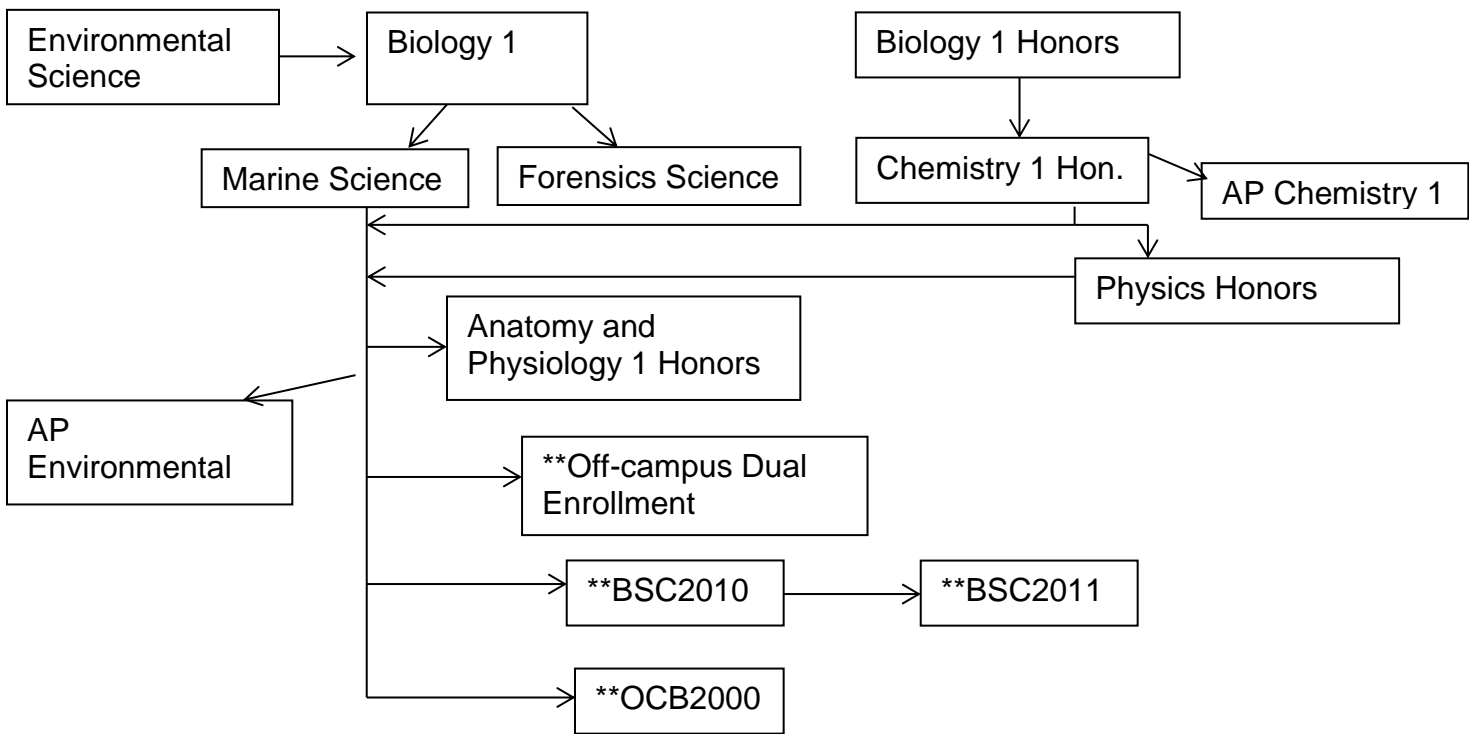 Environmental
Science
Biology 1
Biology 1 Honors
Marine Science
Forensics Science
Chemistry 1 Hon.
AP Chemistry 1
Physics Honors
Anatomy and
Physiology 1 Honors
AP
Environmental
**Off-campus Dual
Enrollment
**BSC2010
**BSC2011
**OCB2000